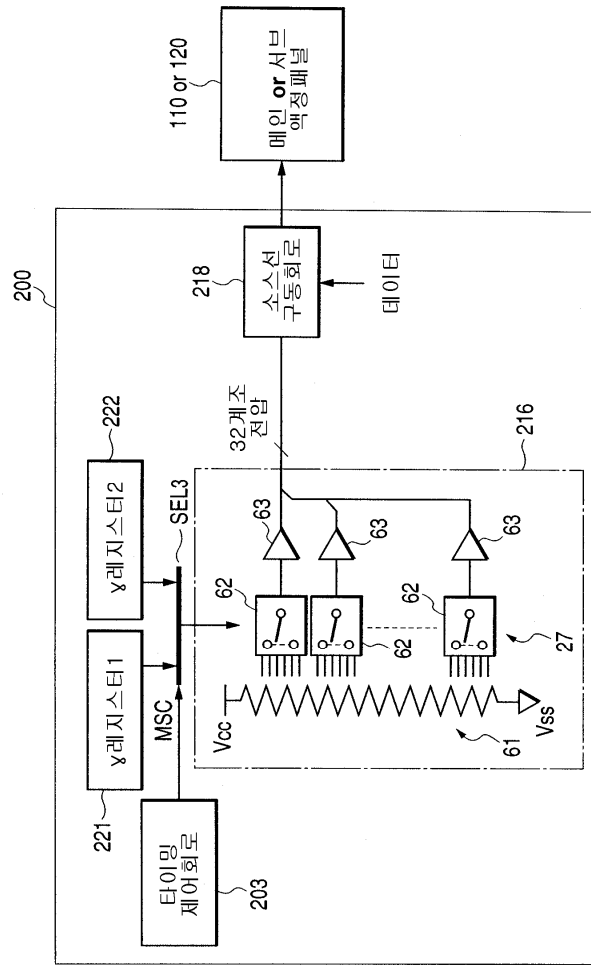 200
타이밍
제어회로
203
MSC
γ레지스터1
221
γ레지스터2
222
SEL3
Vcc
Vss
61
62
62
62
27
63
63
63
216
32계조
전압
소스선
구동회로
218
데이터
메인 or 서브
액정패널
110 or 120